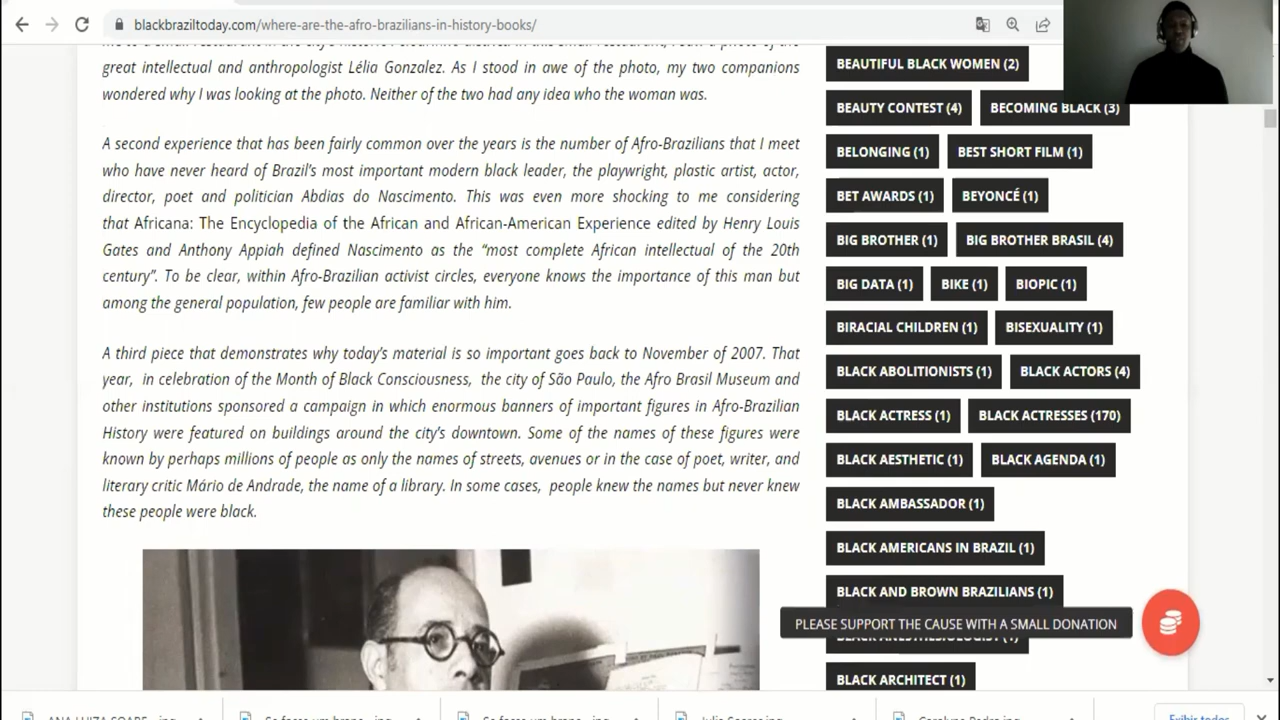 blackbraziltoday.com/where-are-the-afro-brazilians-in-history-books/
great intellectual and anthropologist Lélia Gonzalez. As I stood in awe of the photo, my two companions
wondered why I was looking at the photo. Neither of the two had any idea who the woman was.
A second experience that has been fairly common over the years is the number of Afro-Brazilians that I meet
who have never heard of Brazil's most important modern black leader, the playwright, plastic artist, actor,
director, poet and politician Abdias do Nascimento. This was even more shocking to me considering
that Africana: The Encyclopedia of the African and African-American Experience edited by Henry Louis
Gates and Anthony Appiah defined Nascimento as the “most complete African intellectual of the 20th
century”. To be clear, within Afro-Brazilian activist circles, everyone knows the importance of this man but
among the general population, few people are familiar with him.
A third piece that demonstrates why today's material is so important goes back to November of 2007. That
year, in celebration of the Month of Black Consciousness, the city of São Paulo, the Afro Brasil Museum and
other institutions sponsored a campaign in which enormous banners of important figures in Afro-Brazilian
History were featured on buildings around the city's downtown. Some of the names of these figures were
known by perhaps millions of people as only the names of streets, avenues or in the case of poet, writer, and
literary critic Mário de Andrade, the name of a library. In some cases, people knew the names but never knew
these people were black.
BEAUTIFUL BLACK WOMEN (2)
BEAUTY CONTEST (4) BECOMING BLACK (3)
BELONGING (1) BEST SHORT FILM (1)
BET AWARDS (1) BEYONCÉ (1)
BIG BROTHER (1) BIG BROTHER BRASIL (4)
BIG DATA (1) BIKE (1) BIOPIC (1)
BIRACIAL CHILDREN (1) BISEXUALITY (1)
BLACK ABOLITIONISTS (1) BLACK ACTORS (4)
BLACK ACTRESS (1) BLACK ACTRESSES (170)
BLACK AESTHETIC (1) BLACK AGENDA (1)
BLACK AMBASSADOR (1)
BLACK AMERICANS IN BRAZIL (1)
BLACK AND BROWN BRAZILIANS (1)
PLEASE SUPPORT THE CAUSE WITH A SMALL DONATION
BLACK ARCHITECT (1)